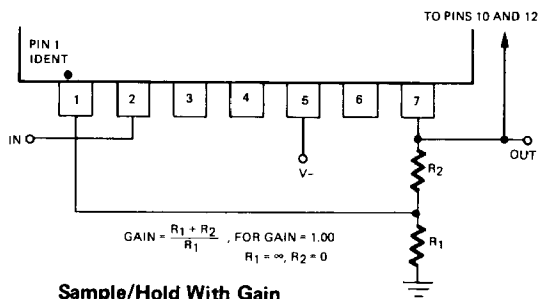 TO PINS 10 AND 12
PIN 1
IDENT
1 2 3 4 5 6 7
IN
OUT
V-
R2
GAIN = R1 + R2 / R1 , FOR GAIN = 1.00
R1 = ∞, R2 = 0
R1
Sample/Hold With Gain